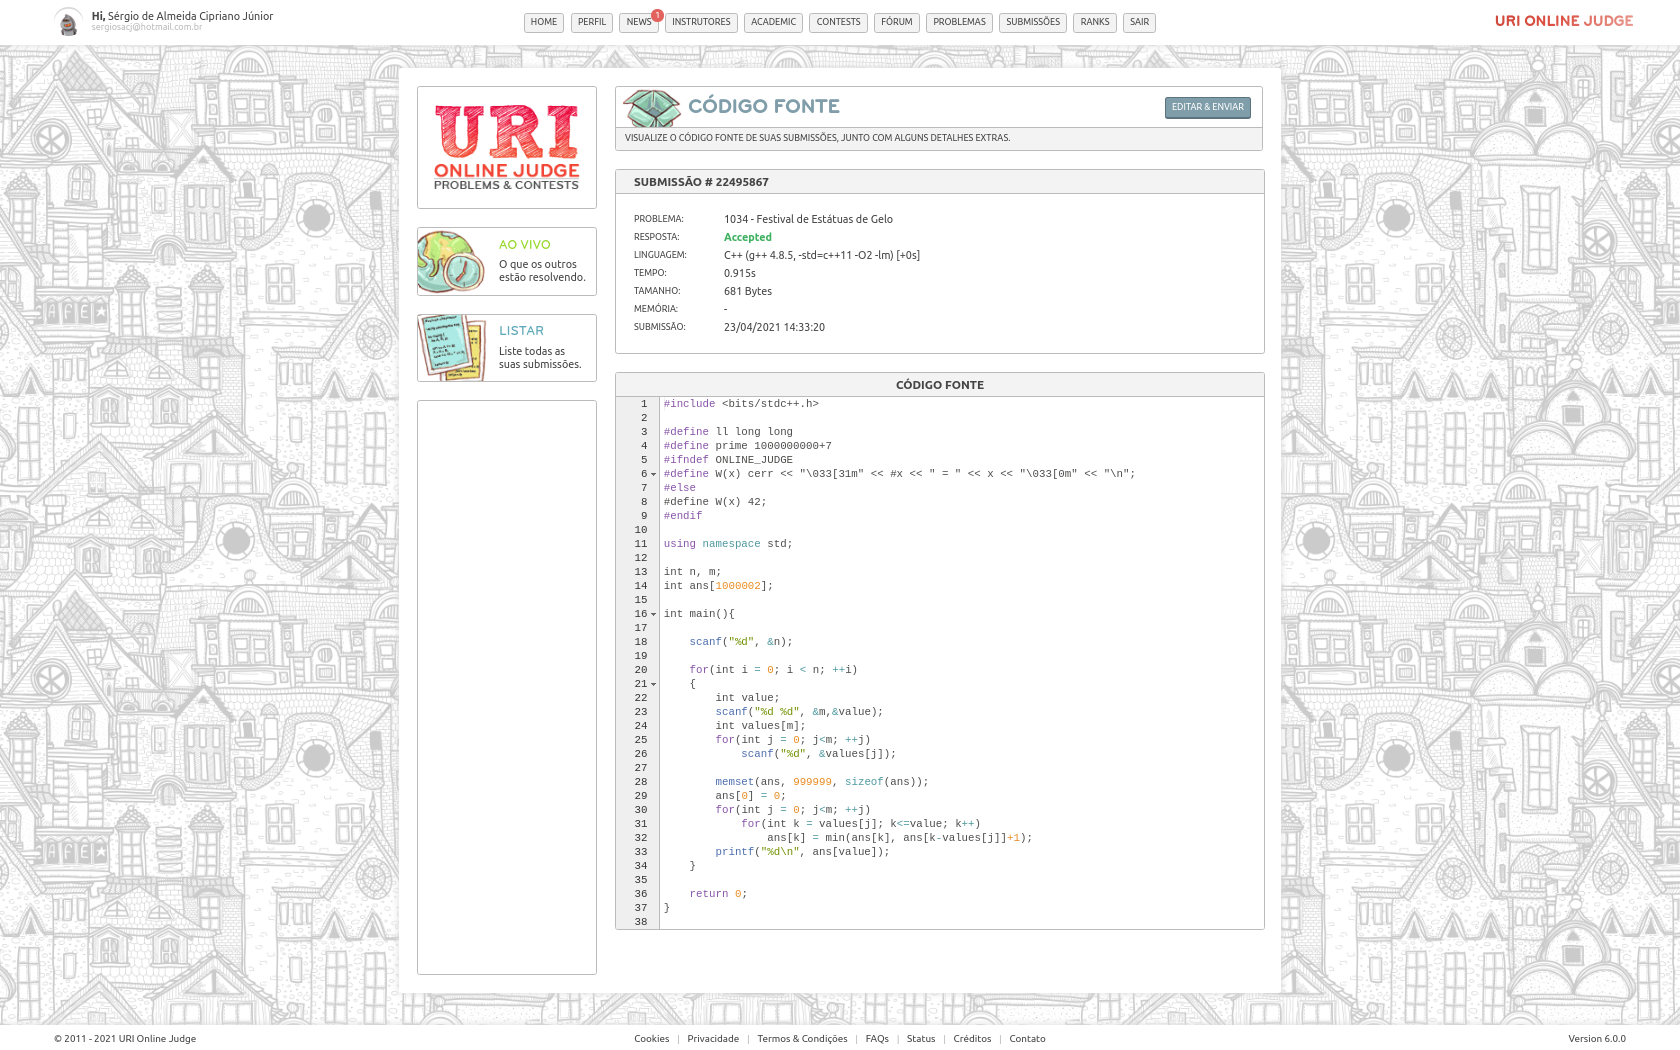 Hi, Sérgio de Almeida Cipriano Júnior
sergiosacj@hotmail.com.br
HOME PERFIL NEWS 1 INSTRUTORES ACADEMIC CONTESTS FÓRUM PROBLEMAS SUBMISSÕES RANKS SAIR
URI ONLINE JUDGE
URI
ONLINE JUDGE
PROBLEMS & CONTESTS
AO VIVO
O que os outros
estão resolvendo.
LISTAR
Liste todas as
suas submissões.
CÓDIGO FONTE
EDITAR & ENVIAR
VISUALIZE O CÓDIGO FONTE DE SUAS SUBMISSÕES, JUNTO COM ALGUNS DETALHES EXTRAS.
SUBMISSÃO # 22495867
PROBLEMA: 1034 - Festival de Estátuas de Gelo
RESPOSTA: Accepted
LINGUAGEM: C++ (g++ 4.8.5, -std=c++11 -O2 -lm) [+0s]
TEMPO: 0.915s
TAMANHO: 681 Bytes
MEMÓRIA: -
SUBMISSÃO: 23/04/2021 14:33:20
CÓDIGO FONTE
1 #include <bits/stdc++.h>
2
3 #define ll long long
4 #define prime 1000000000+7
5 #ifndef ONLINE_JUDGE
6 #define W(x) cerr << "\033[31m" << #x << " = " << x << "\033[0m" << "\n";
7 #else
8 #define W(x) 42;
9 #endif
10
11 using namespace std;
12
13 int n, m;
14 int ans[1000002];
15
16 int main(){
17
18     scanf("%d", &n);
19
20     for(int i = 0; i < n; ++i)
21     {
22         int value;
23         scanf("%d %d", &m,&value);
24         int values[m];
25         for(int j = 0; j<m; ++j)
26             scanf("%d", &values[j]);
27
28         memset(ans, 999999, sizeof(ans));
29         ans[0] = 0;
30         for(int j = 0; j<m; ++j)
31             for(int k = values[j]; k<=value; k++)
32                 ans[k] = min(ans[k], ans[k-values[j]]+1);
33         printf("%d\n", ans[value]);
34     }
35
36     return 0;
37 }
38
© 2011 - 2021 URI Online Judge
Cookies | Privacidade | Termos & Condições | FAQs | Status | Créditos | Contato
Version 6.0.0